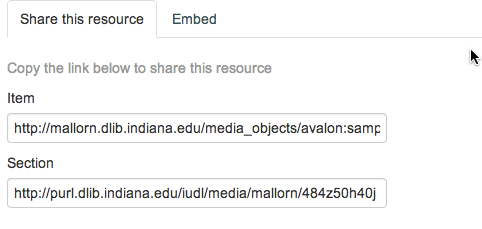 Share this resource Embed
Copy the link below to share this resource
Item
http://mallorn.dlib.indiana.edu/media_objects/avalon:samp
Section
http://purl.dlib.indiana.edu/iudl/media/mallorn/484z50h40j